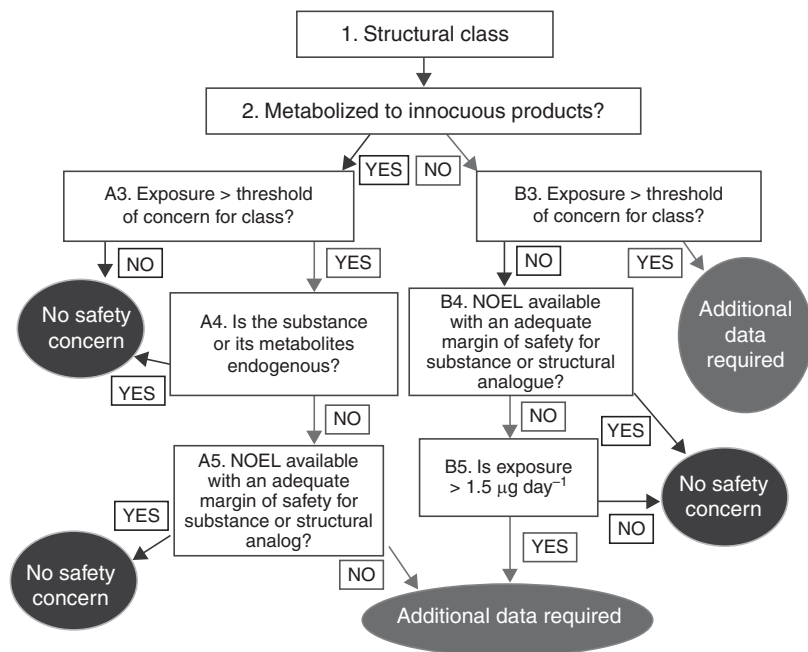 1. Structural class
2. Metabolized to innocuous products?
YES
NO
A3. Exposure > threshold
of concern for class?
B3. Exposure > threshold
of concern for class?
NO
YES
NO
YES
No safety
concern
A4. Is the substance
or its metabolites
endogenous?
B4. NOEL available
with an adequate
margin of safety for
substance or structural
analogue?
Additional
data
required
YES
NO
NO
YES
A5. NOEL available
with an adequate
margin of safety for
substance or structural
analog?
B5. Is exposure
> 1.5 μg day⁻¹
No safety
concern
YES
NO
No safety
concern
NO
YES
Additional data required